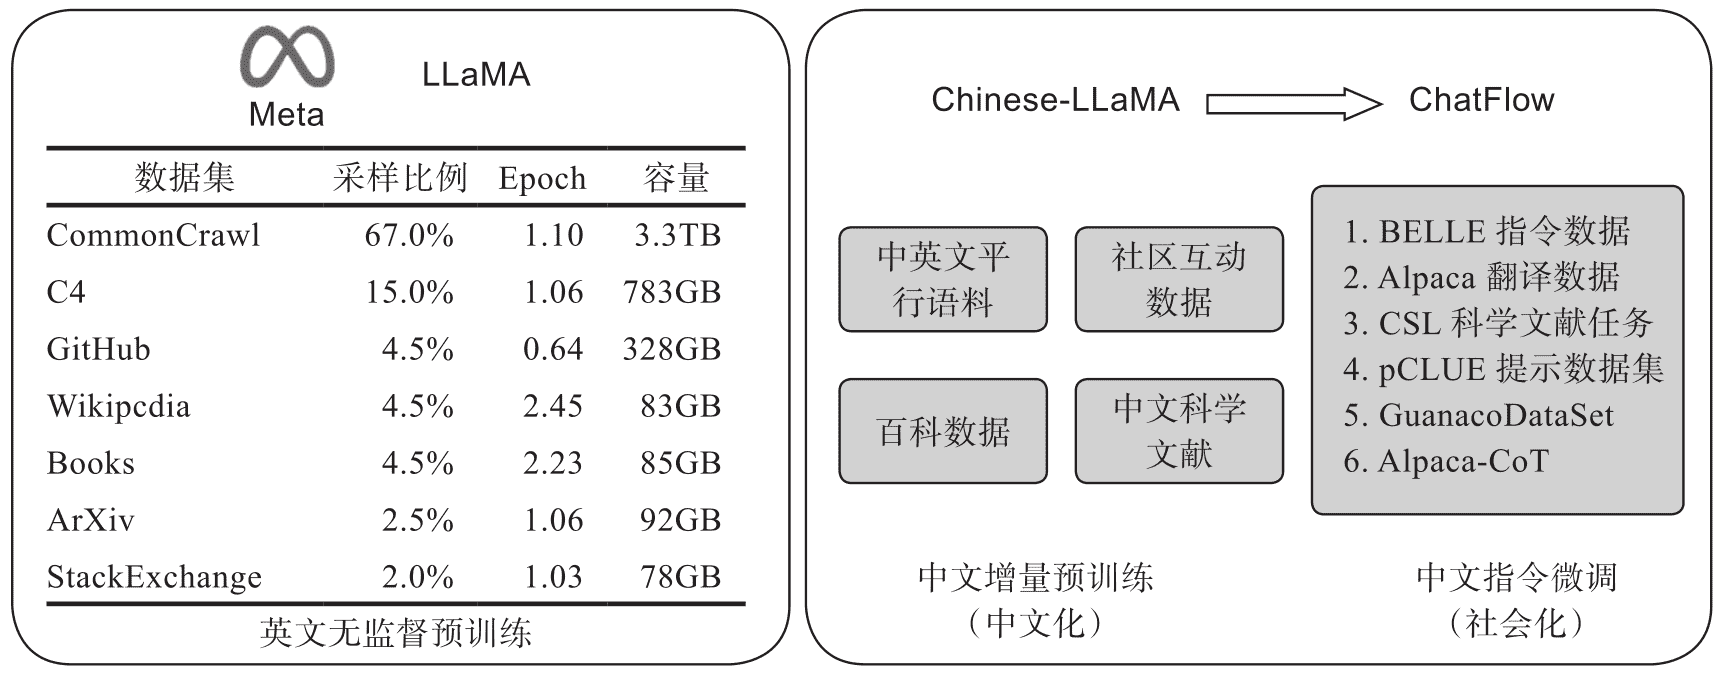 LLaMA
Meta
数据集 采样比例 Epoch 容量
CommonCrawl 67.0% 1.10 3.3TB
C4 15.0% 1.06 783GB
GitHub 4.5% 0.64 328GB
Wikipcdia 4.5% 2.45 83GB
Books 4.5% 2.23 85GB
ArXiv 2.5% 1.06 92GB
StackExchange 2.0% 1.03 78GB
英文无监督预训练
Chinese-LLaMA ChatFlow
中英文平
行语料
社区互动
数据
百科数据
中文科学
文献
中文增量预训练
（中文化）
1. BELLE 指令数据
2. Alpaca 翻译数据
3. CSL 科学文献任务
4. pCLUE 提示数据集
5. GuanacoDataSet
6. Alpaca-CoT
中文指令微调
（社会化）